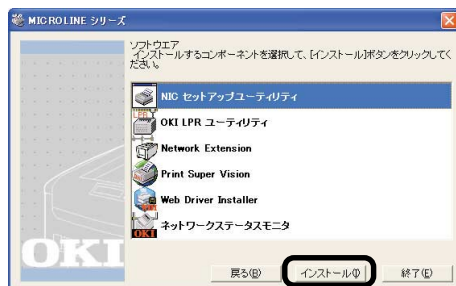 MICROLINE シリーズ
ソフトウエア
インストールするコンポーネントを選択して、[インストール]ボタンをクリックしてく
ださい。
NIC セットアップユーティリティ
OKI LPR ユーティリティ
Network Extension
Print Super Vision
Web Driver Installer
ネットワークステータスモニタ
OKI
戻る(B) インストール(I) 終了(E)